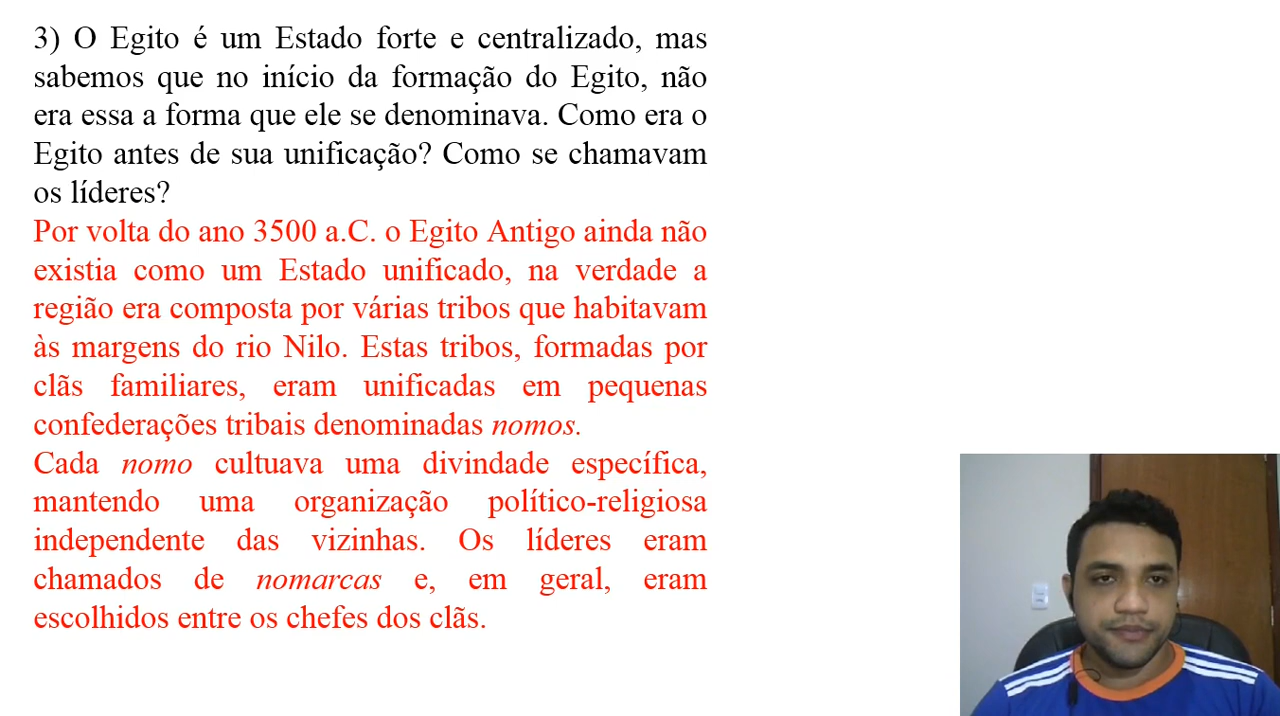 3) O Egito é um Estado forte e centralizado, mas
sabemos que no início da formação do Egito, não
era essa a forma que ele se denominava. Como era o
Egito antes de sua unificação? Como se chamavam
os líderes?
Por volta do ano 3500 a.C. o Egito Antigo ainda não
existia como um Estado unificado, na verdade a
região era composta por várias tribos que habitavam
às margens do rio Nilo. Estas tribos, formadas por
clãs familiares, eram unificadas em pequenas
confederações tribais denominadas nomos.
Cada nomo cultuava uma divindade específica,
mantendo uma organização político-religiosa
independente das vizinhas. Os líderes eram
chamados de nomarcas e, em geral, eram
escolhidos entre os chefes dos clãs.